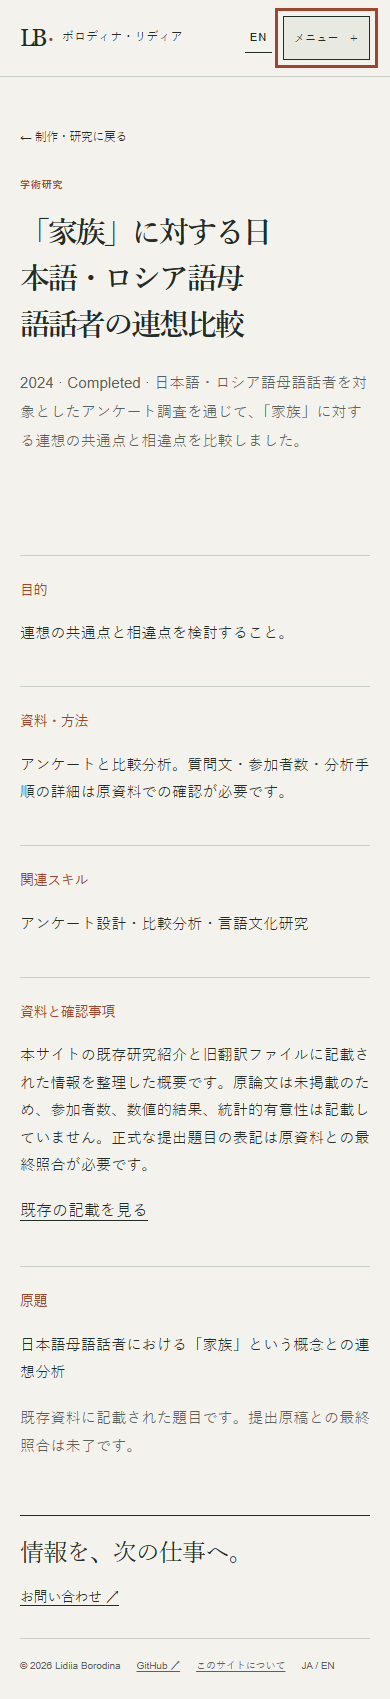 LB· ボロディナ・リディア EN メニュー +
← 制作・研究に戻る
学術研究
「家族」に対する日
本語・ロシア語母
語話者の連想比較
2024 · Completed · 日本語・ロシア語母語話者を対
象としたアンケート調査を通じて、「家族」に対す
る連想の共通点と相違点を比較しました。
目的
連想の共通点と相違点を検討すること。
資料・方法
アンケートと比較分析。質問文・参加者数・分析手
順の詳細は原資料での確認が必要です。
関連スキル
アンケート設計・比較分析・言語文化研究
資料と確認事項
本サイトの既存研究紹介と旧翻訳ファイルに記載さ
れた情報を整理した概要です。原論文は未掲載のた
め、参加者数、数値的結果、統計的有意性は記載し
ていません。正式な提出題目の表記は原資料との最
終照合が必要です。
既存の記載を見る
原題
日本語母語話者における「家族」という概念との連
想分析
既存資料に記載された題目です。提出原稿との最終
照合は未了です。
情報を、次の仕事へ。
お問い合わせ ↗
© 2026 Lidiia Borodina GitHub ↗ このサイトについて JA / EN